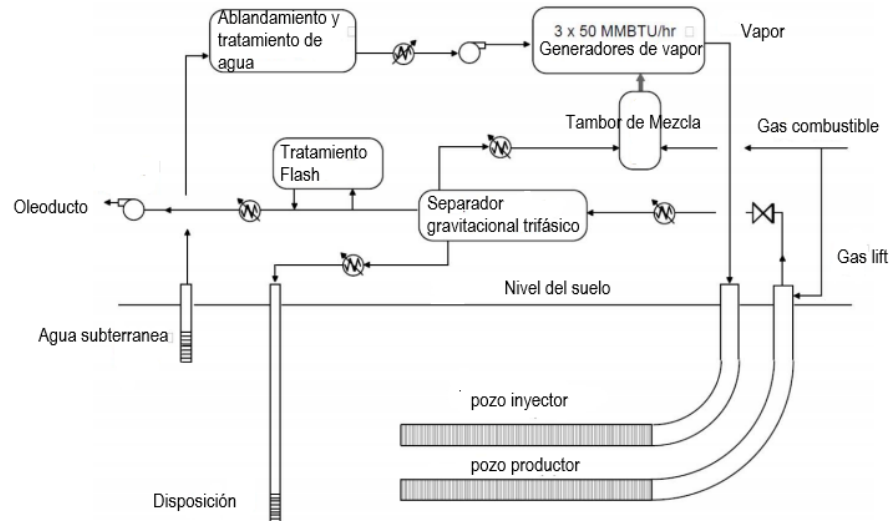 Ablandamiento y
tratamiento de
agua
3 x 50 MMBTU/hr
Generadores de vapor
Vapor
Tambor de Mezcla
Gas combustible
Tratamiento
Flash
Oleoducto
Separador
gravitacional trifásico
Gas lift
Nivel del suelo
Agua subterranea
pozo inyector
pozo productor
Disposición